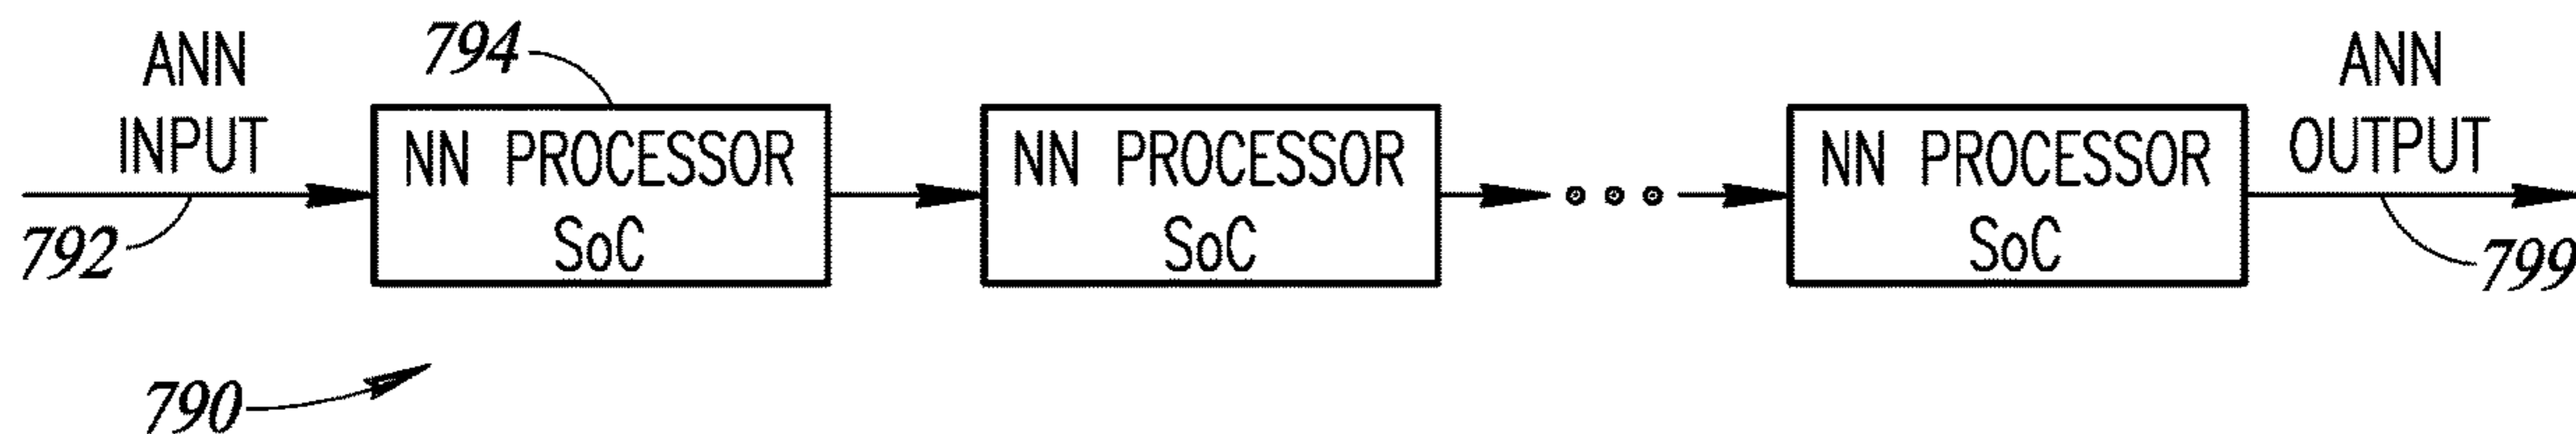 794
ANN
INPUT
792
NN PROCESSOR
SoC
NN PROCESSOR
SoC
NN PROCESSOR
SoC
ANN
OUTPUT
799
790